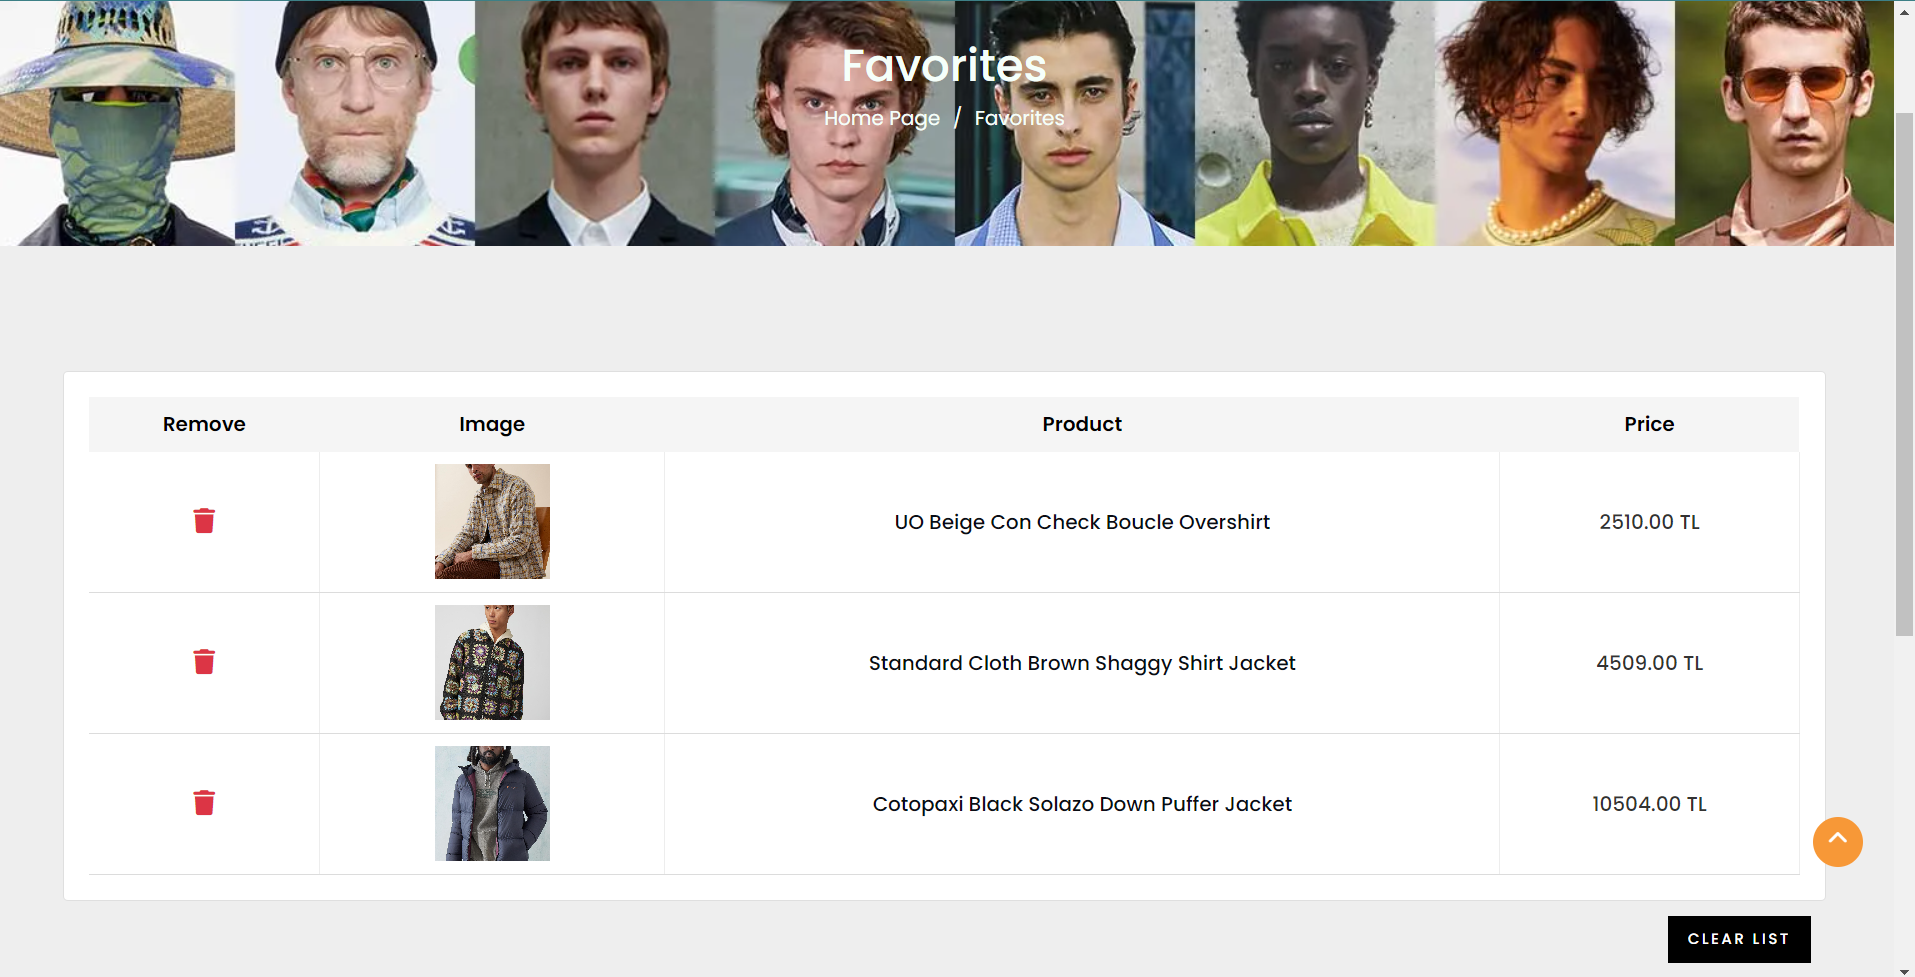 Favorites
Home Page / Favorites
Remove Image Product Price
UO Beige Con Check Boucle Overshirt 2510.00 TL
Standard Cloth Brown Shaggy Shirt Jacket 4509.00 TL
Cotopaxi Black Solazo Down Puffer Jacket 10504.00 TL
CLEAR LIST